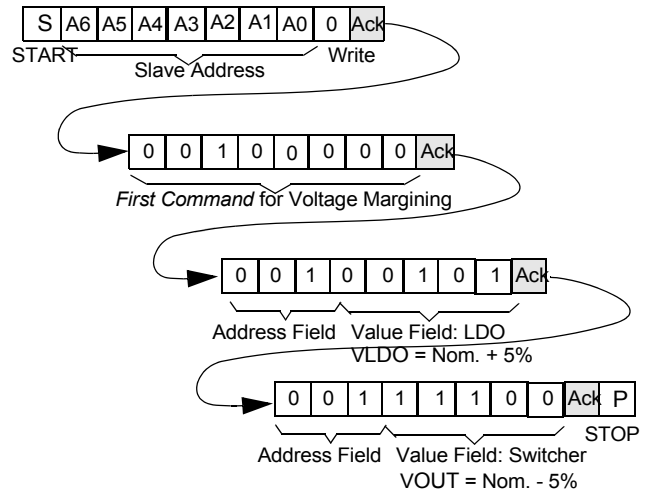 S A6 A5 A4 A3 A2 A1 A0 0 Ack
START Slave Address Write
0 0 1 0 0 0 0 0 Ack
First Command for Voltage Margining
0 0 1 0 0 1 0 1 Ack
Address Field Value Field: LDO
VLDO = Nom. + 5%
0 0 1 1 1 1 0 0 Ack P
STOP
Address Field Value Field: Switcher
VOUT = Nom. - 5%